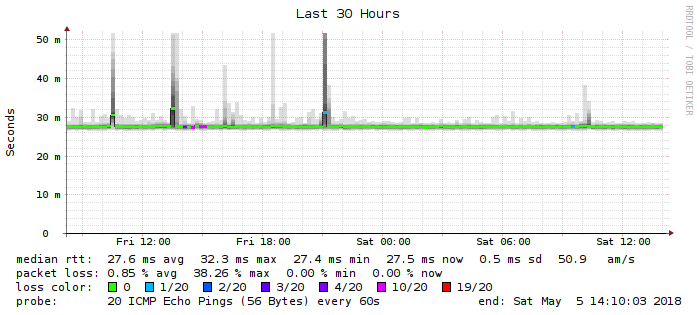 Last 30 Hours
RRDTOOL / TOBI OETIKER
Seconds
50 m
40 m
30 m
20 m
10 m
0
Fri 12:00 Fri 18:00 Sat 00:00 Sat 06:00 Sat 12:00
median rtt: 27.6 ms avg 32.3 ms max 27.4 ms min 27.5 ms now 0.5 ms sd 50.9 am/s
packet loss: 0.85 % avg 38.26 % max 0.00 % min 0.00 % now
loss color: 0 1/20 2/20 3/20 4/20 10/20 19/20
probe: 20 ICMP Echo Pings (56 Bytes) every 60s end: Sat May 5 14:10:03 2018